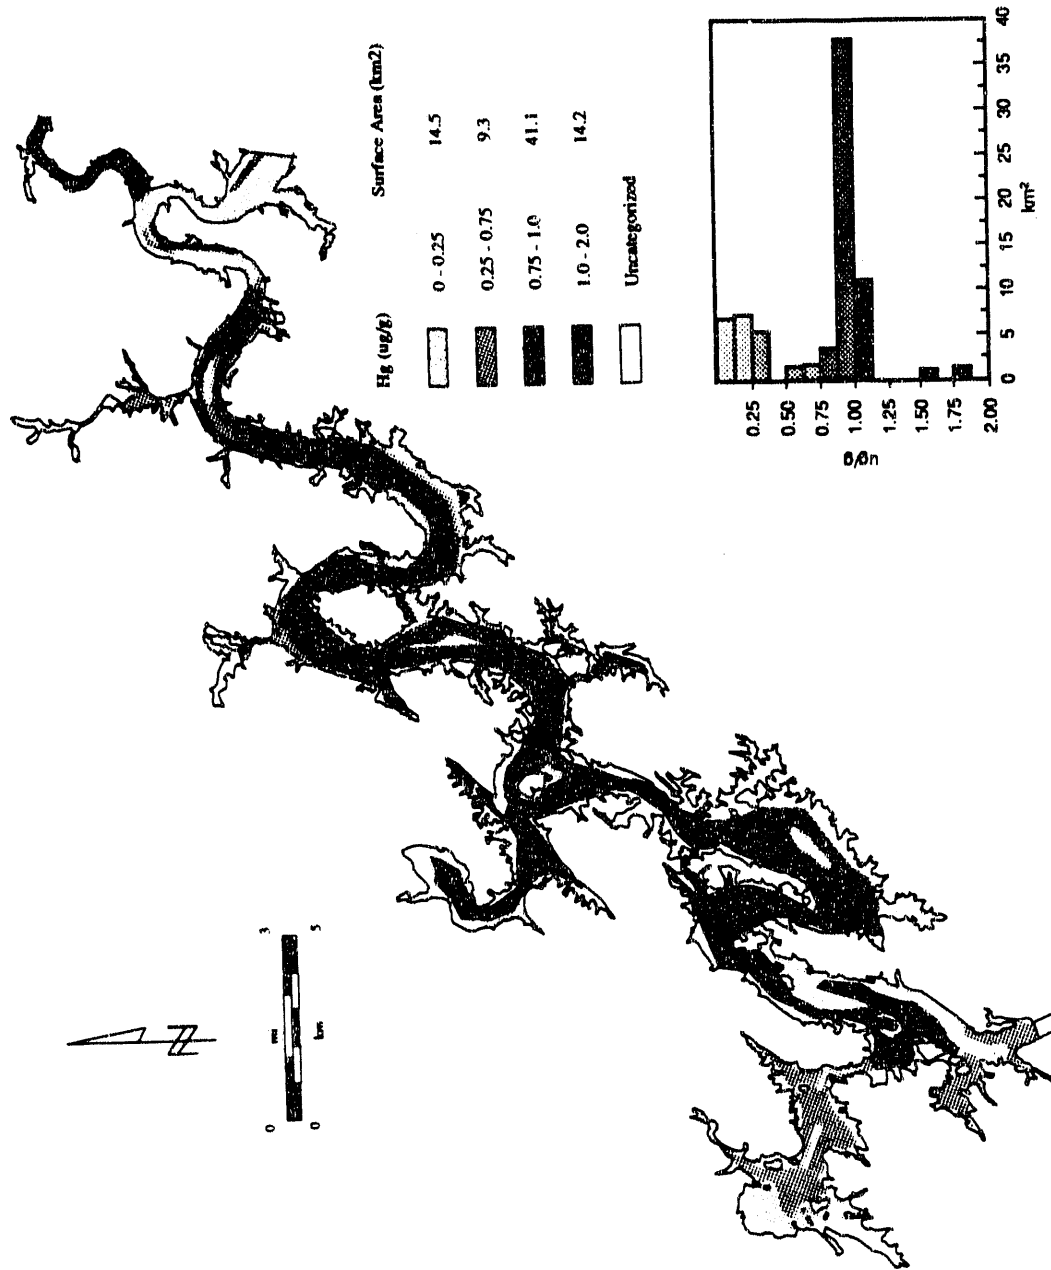 N
0 3
mi
km
0 5
Hg (ug/g) Surface Area (km2)
0 - 0.25 14.5
0.25 - 0.75 9.3
0.75 - 1.0 41.1
1.0 - 2.0 14.2
Uncategorized
ug/g
0.25
0.50
0.75
1.00
1.25
1.50
1.75
2.00
0 5 10 15 20 25 30 35 40
km²